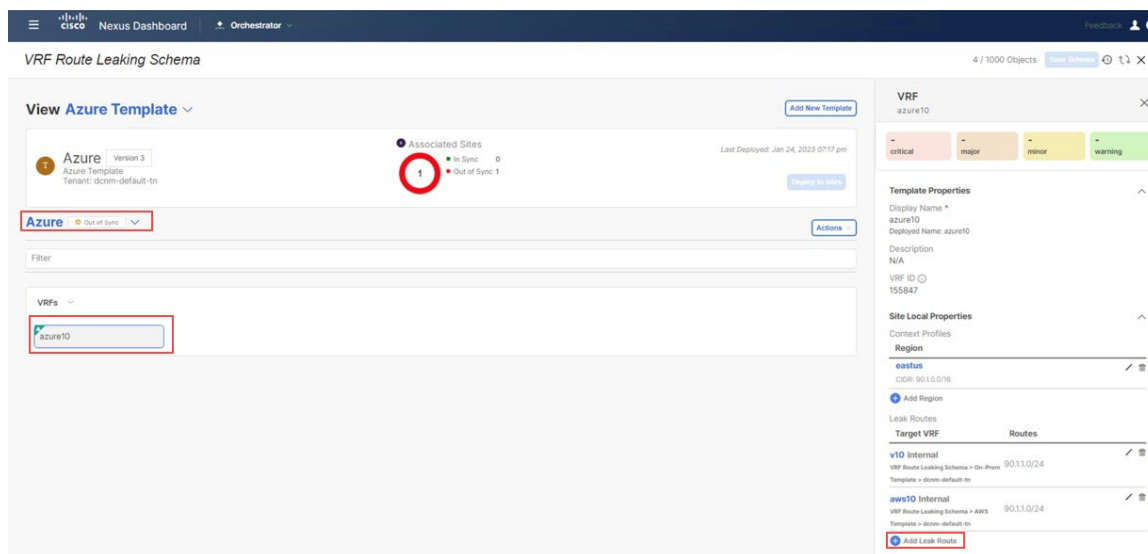 cisco Nexus Dashboard Orchestrator Feedback
VRF Route Leaking Schema 4 / 1000 Objects Save Schema
View Azure Template Add New Template
Azure Version 3
Azure Template
Tenant: dcnm-default-tn
Associated Sites
1
In Sync 0
Out of Sync 1
Last Deployed: Jan 24, 2023 07:17 pm
Deploy to sites
Azure Out of Sync
Actions
Filter
VRFs
azure10
VRF
azure10
- - - -
critical major minor warning
Template Properties
Display Name *
azure10
Deployed Name: azure10
Description
N/A
VRF ID
155847
Site Local Properties
Context Profiles
Region
eastus
CIDR: 90.1.0.0/16
Add Region
Leak Routes
Target VRF Routes
v10 Internal
VRF Route Leaking Schema > On-Prem 90.1.1.0/24
Template > dcnm-default-tn
aws10 Internal
VRF Route Leaking Schema > AWS 90.1.1.0/24
Template > dcnm-default-tn
Add Leak Route